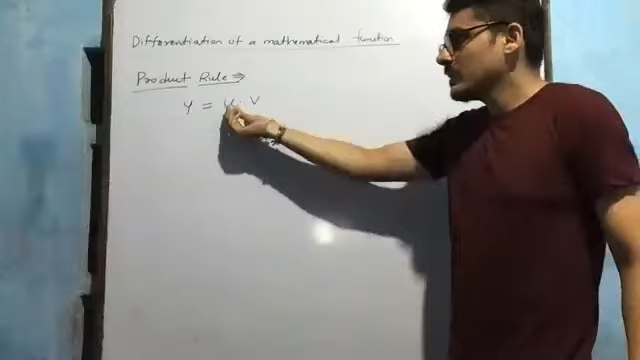 Differentiation of a mathematical function
Product Rule ⇒
y = u. v